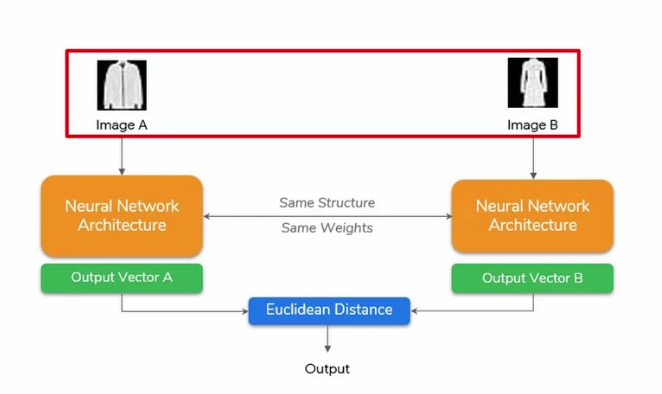 Image A
Image B
Neural Network
Architecture
Same Structure
Same Weights
Neural Network
Architecture
Output Vector A
Output Vector B
Euclidean Distance
Output